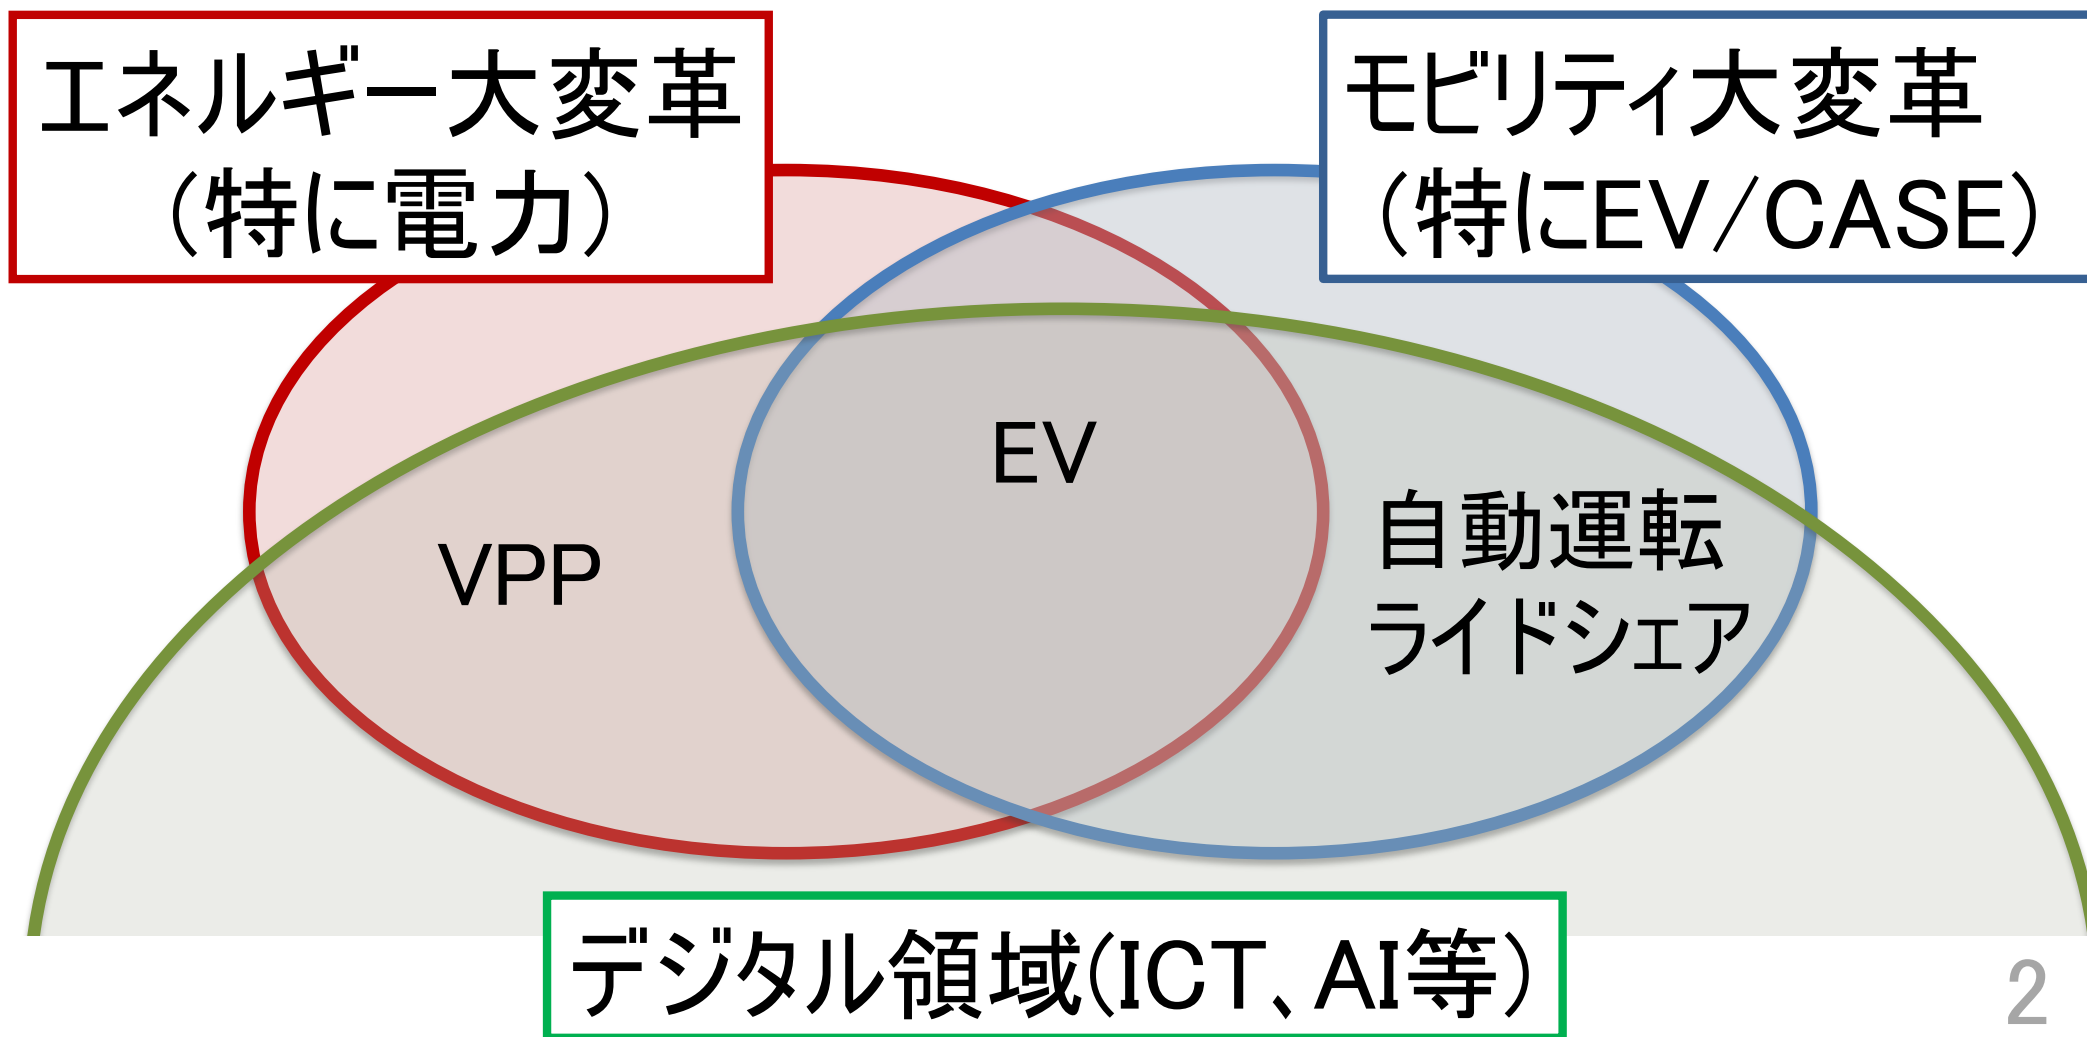 エネルギー大変革
（特に電力）
モビリティ大変革
（特にEV/CASE）
EV
VPP
自動運転
ライドシェア
デジタル領域(ICT、AI等）
2